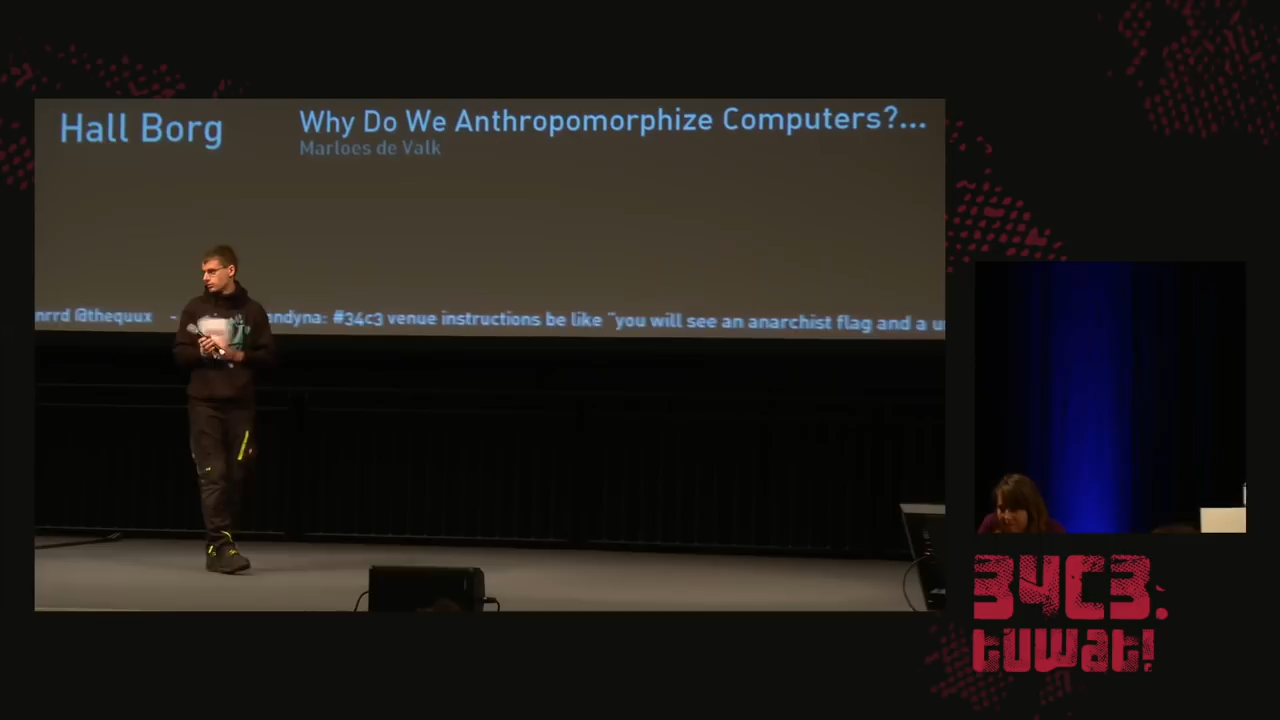 Hall Borg
Why Do We Anthropomorphize Computers?...
Marloes de Valk
nrrd @thequux - andyna: #34c3 venue instructions be like "you will see an anarchist flag and a u
34C3.
tuwat!